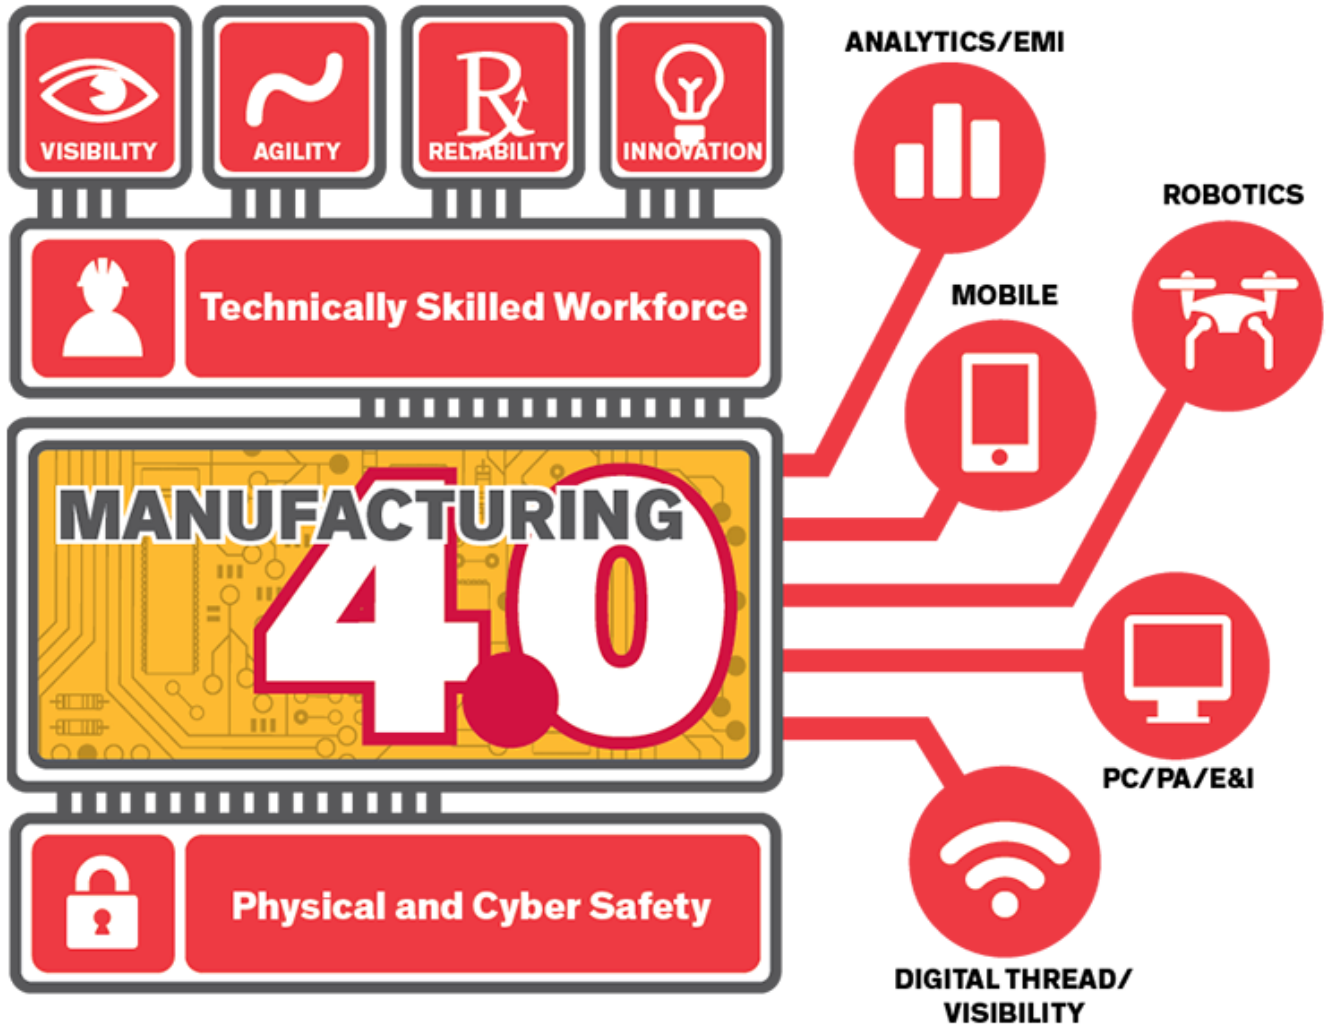 VISIBILITY
AGILITY
Rx
RELIABILITY
INNOVATION
Technically Skilled Workforce
MANUFACTURING
4.0
Physical and Cyber Safety
ANALYTICS/EMI
ROBOTICS
MOBILE
PC/PA/E&I
DIGITAL THREAD/
VISIBILITY